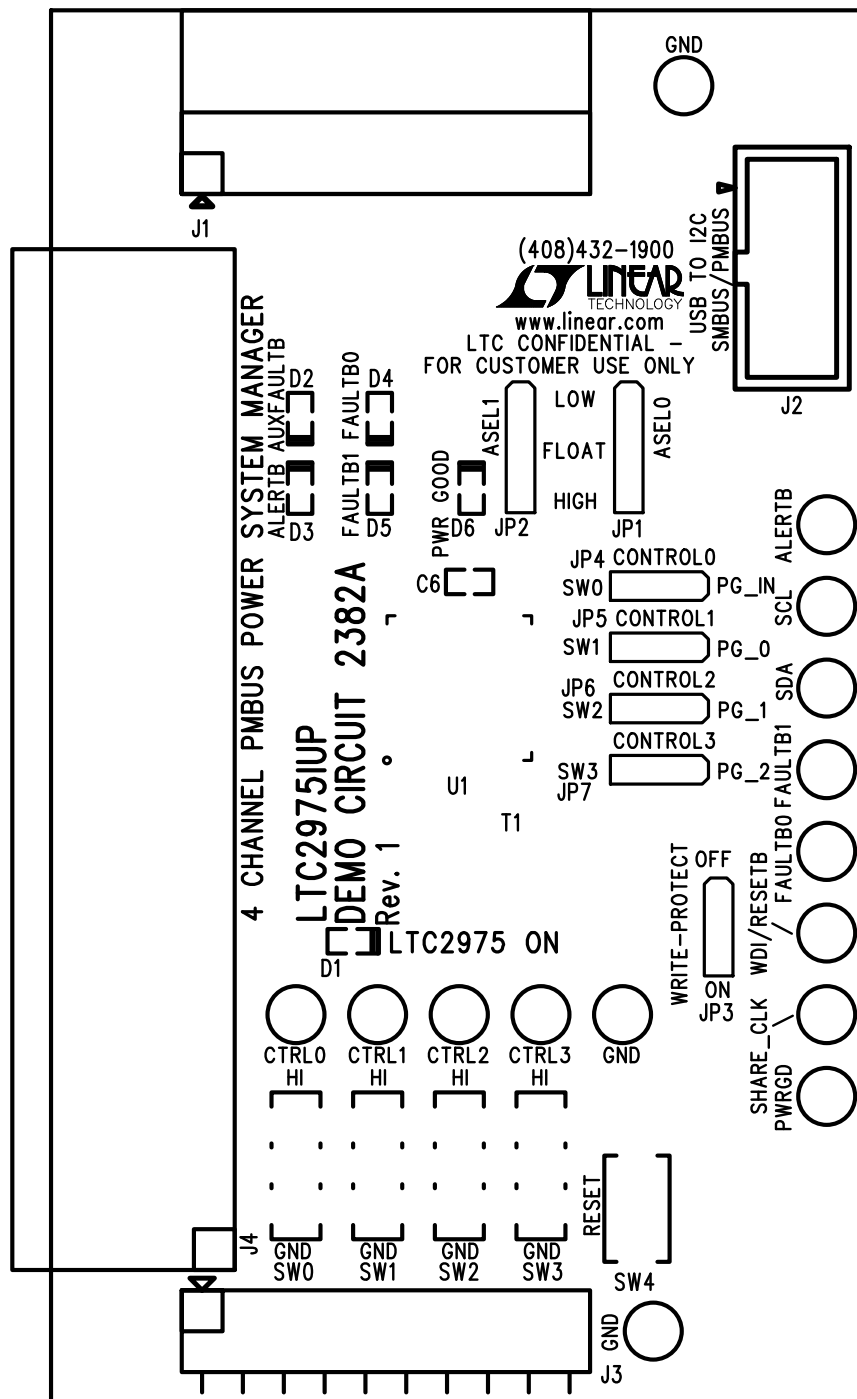 GND
J1
(408)432-1900
LINEAR
TECHNOLOGY
www.linear.com
LTC CONFIDENTIAL -
FOR CUSTOMER USE ONLY
USB TO I2C
SMBUS/PMBUS
J2
4 CHANNEL PMBUS POWER SYSTEM MANAGER
D2
AUXFAULTB
D4
FAULTB0
ALERTB
D3
FAULTB1
D5
PWR GOOD
D6
ASEL1
JP2
LOW
FLOAT
HIGH
ASEL0
JP1
JP4 CONTROL0
SW0
PG_IN
JP5 CONTROL1
SW1
PG_0
JP6 CONTROL2
SW2
PG_1
CONTROL3
SW3
PG_2
JP7
C6
U1
T1
LTC2975IUP
DEMO CIRCUIT 2382A
Rev. 1
D1
LTC2975 ON
ALERTB
SCL
SDA
FAULTB1
FAULTB0
WDI/RESETB
SHARE_CLK
PWRGD
WRITE-PROTECT
OFF
ON
JP3
CTRL0
HI
CTRL1
HI
CTRL2
HI
CTRL3
HI
GND
GND
SW0
GND
SW1
GND
SW2
GND
SW3
RESET
SW4
J4
GND
J3